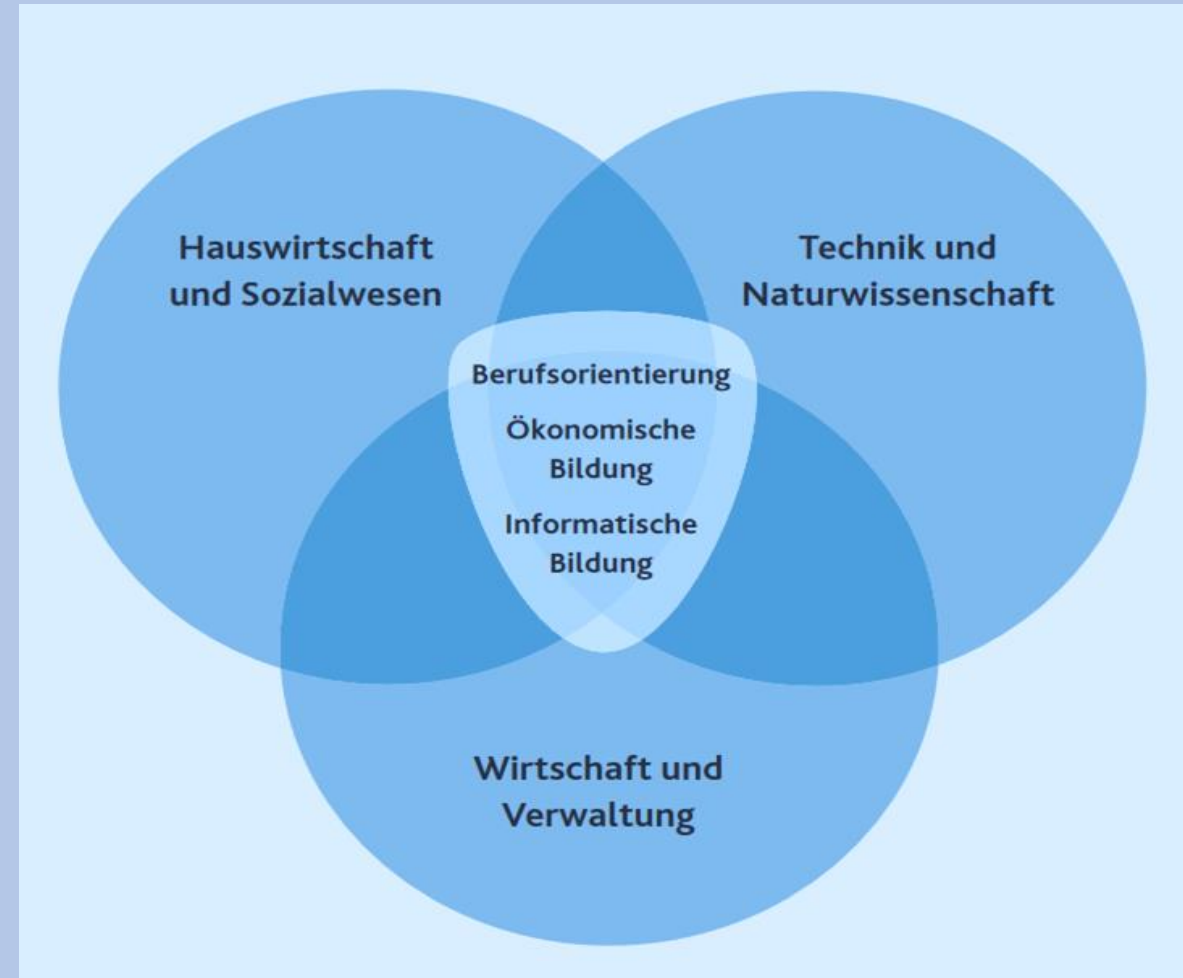 Hauswirtschaft
und Sozialwesen
Technik und
Naturwissenschaft
Berufsorientierung
Ökonomische
Bildung
Informatische
Bildung
Wirtschaft und
Verwaltung